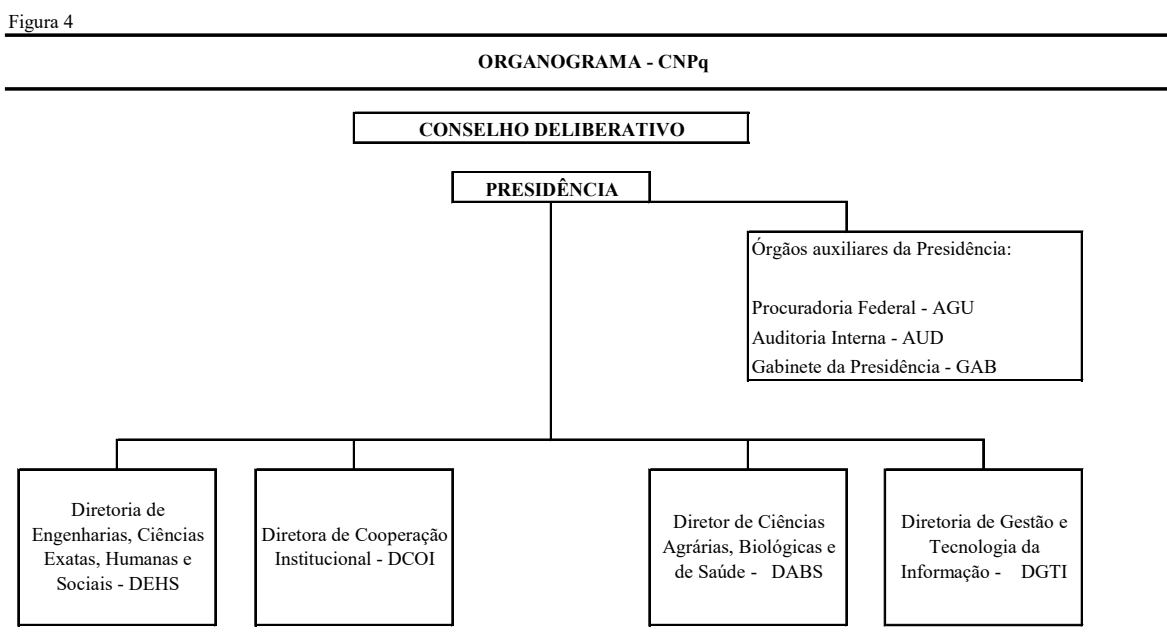 Figura 4
ORGANOGRAMA - CNPq
CONSELHO DELIBERATIVO
PRESIDÊNCIA
Órgãos auxiliares da Presidência:
Procuradoria Federal - AGU
Auditoria Interna - AUD
Gabinete da Presidência - GAB
Diretoria de
Engenharias, Ciências
Exatas, Humanas e
Sociais - DEHS
Diretora de Cooperação
Institucional - DCOI
Diretor de Ciências
Agrárias, Biológicas e
de Saúde - DABS
Diretoria de Gestão e
Tecnologia da
Informação - DGTI